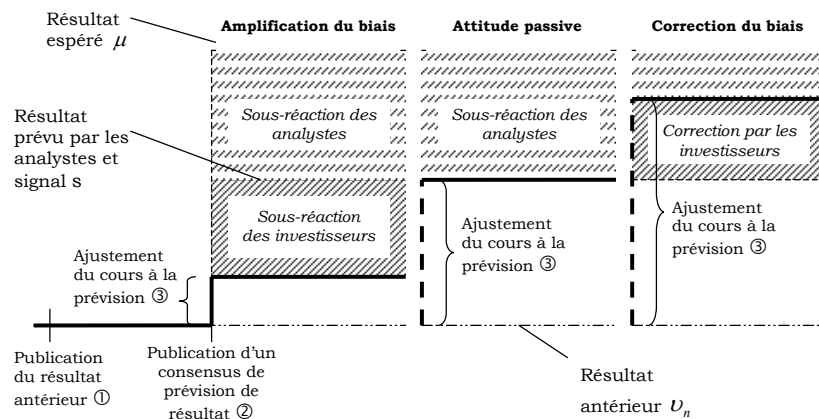 Résultat
espéré μ
Amplification du biais
Attitude passive
Correction du biais
Sous-réaction des
analystes
Sous-réaction des
analystes
Correction par les
investisseurs
Résultat
prévu par les
analystes et
signal s
Sous-réaction
des investisseurs
Ajustement
du cours à la
prévision ③
Ajustement
du cours à la
prévision ③
Ajustement
du cours à la
prévision ③
Publication
du résultat
antérieur ①
Publication d'un
consensus de
prévision de
résultat ②
Résultat
antérieur υn